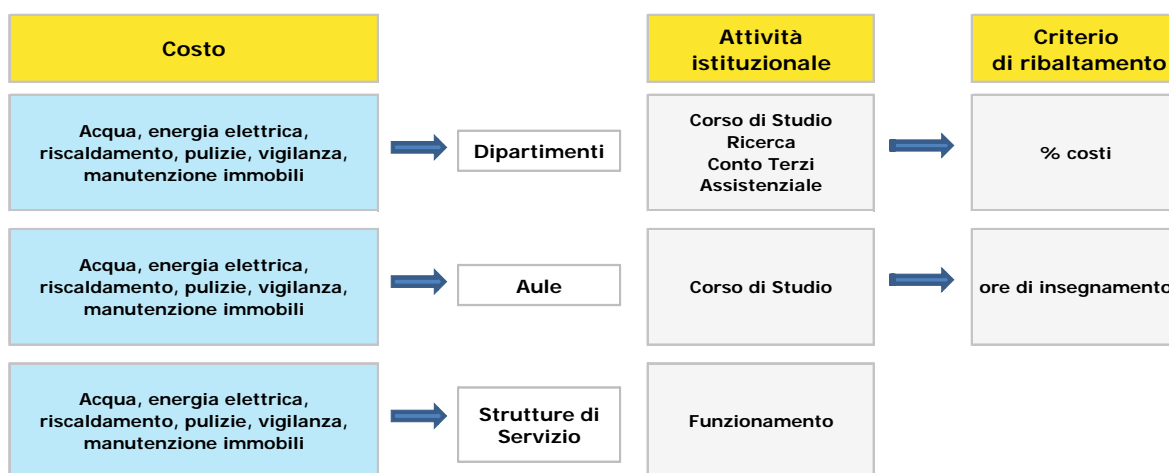 Costo
Attività
istituzionale
Criterio
di ribaltamento
Acqua, energia elettrica,
riscaldamento, pulizie, vigilanza,
manutenzione immobili
Dipartimenti
Corso di Studio
Ricerca
Conto Terzi
Assistenziale
% costi
Acqua, energia elettrica,
riscaldamento, pulizie, vigilanza,
manutenzione immobili
Aule
Corso di Studio
ore di insegnamento
Acqua, energia elettrica,
riscaldamento, pulizie, vigilanza,
manutenzione immobili
Strutture di
Servizio
Funzionamento